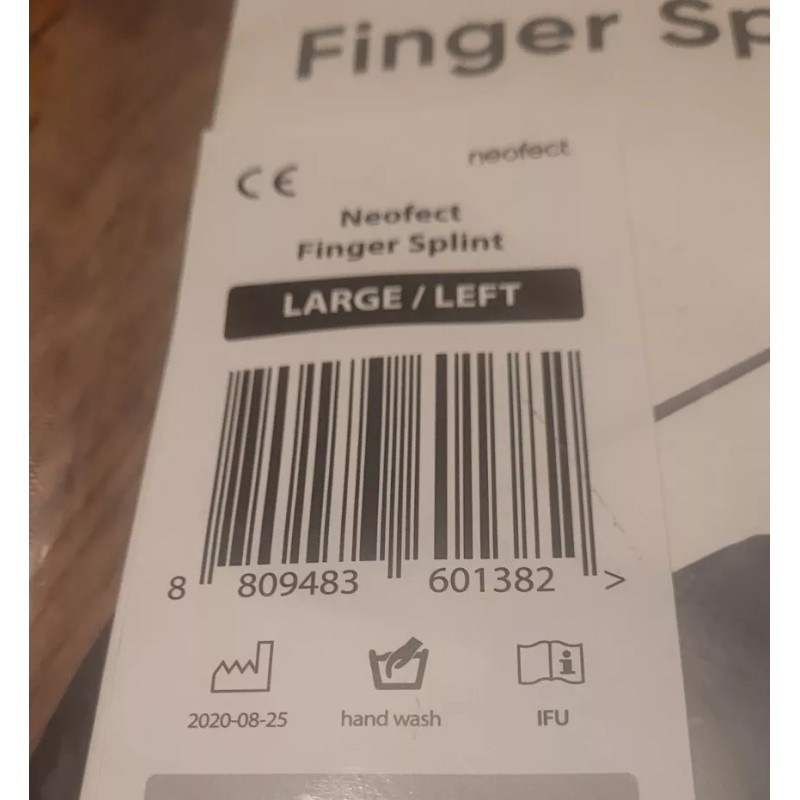 Finger Sp
CE
neofect
Neofect
Finger Splint
LARGE / LEFT
8 809483 601382 >
2020-08-25
hand wash
IFU